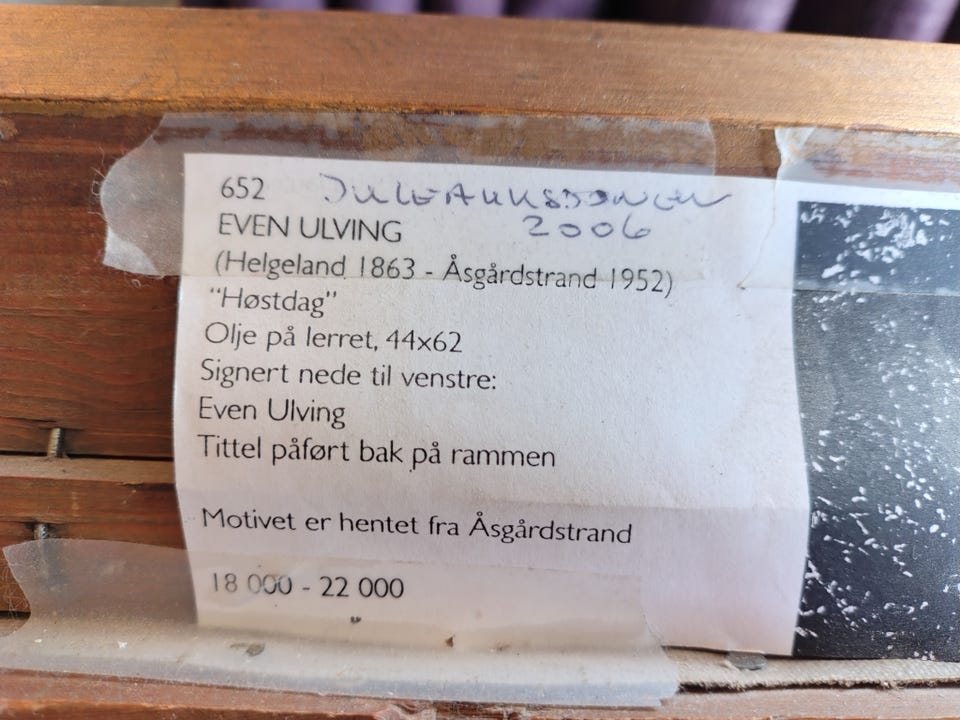 652 JULEAUKSJONEN
2006
EVEN ULVING
(Helgeland 1863 - Åsgårdstrand 1952)
"Høstdag"
Olje på lerret, 44x62
Signert nede til venstre:
Even Ulving
Tittel påført bak på rammen
Motivet er hentet fra Åsgårdstrand
18 000 - 22 000